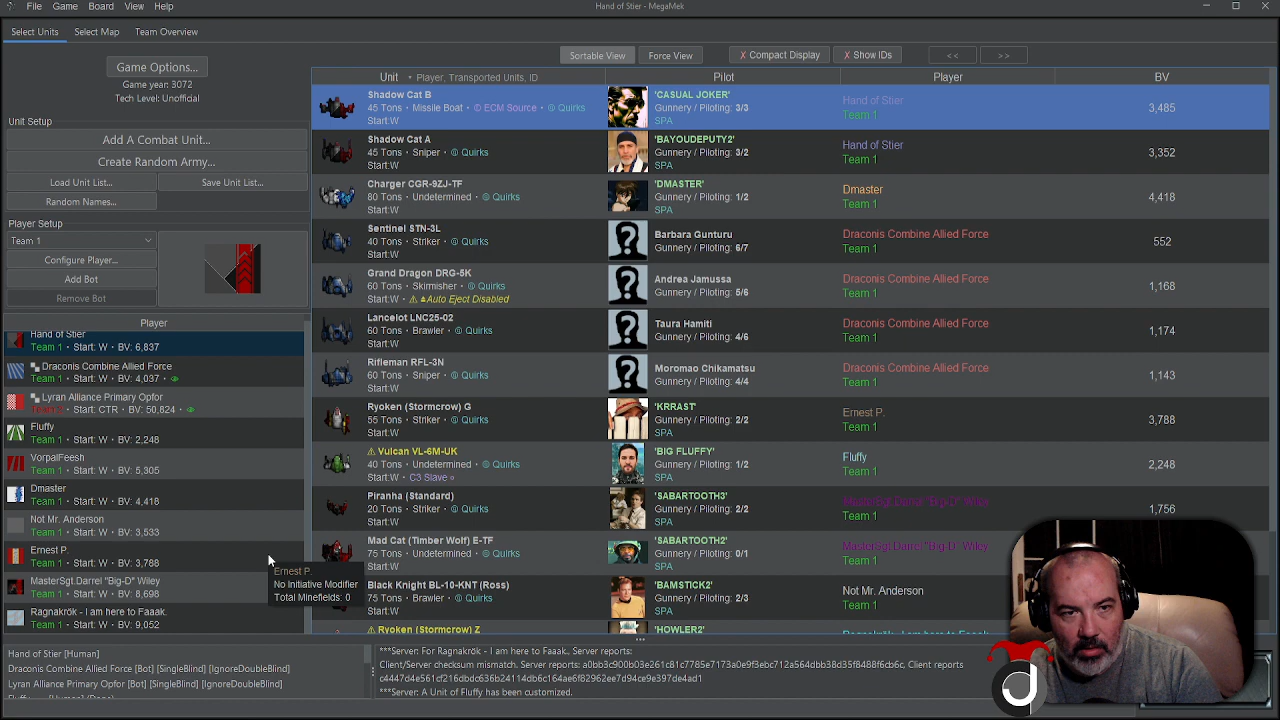 Hand of Stier - MegaMek
File Game Board View Help
Select Units Select Map Team Overview
Game Options...
Game year: 3072
Tech Level: Unofficial
Unit Setup
Add A Combat Unit...
Create Random Army...
Load Unit List... Save Unit List...
Random Names...
Player Setup
Team 1
Configure Player...
Add Bot
Remove Bot
Player
Hand of Stier
Team 1 • Start: W • BV: 6,837
Draconis Combine Allied Force
Team 1 • Start: W • BV: 4,037 •
Lyran Alliance Primary Opfor
Start: CTR • BV: 50,824 •
Fluffy
Team 1 • Start: W • BV: 2,248
VorpalFeesh
Team 1 • Start: W • BV: 5,305
Dmaster
Team 1 • Start: W • BV: 4,418
Not Mr. Anderson
Team 1 • Start: W • BV: 3,533
Ernest P.
Team 1 • Start: W • BV: 3,788
MasterSgt.Darrel "Big-D" Wiley
Team 1 • Start: W • BV: 8,698
Ragnakrök - I am here to Faaak.
Team 1 • Start: W • BV: 9,052
Ernest P.
No Initiative Modifier
Total Minefields: 0
Sortable View Force View ✗ Compact Display ✗ Show IDs << >>
Unit Player, Transported Units, ID Pilot Player BV
Shadow Cat B
45 Tons • Missile Boat • ECM Source • Quirks
Start:W
'CASUAL JOKER'
Gunnery / Piloting: 3/3
SPA
Hand of Stier
Team 1
3,485
Shadow Cat A
45 Tons • Sniper • Quirks
Start:W
'BAYOUDEPUTY2'
Gunnery / Piloting: 3/2
SPA
Hand of Stier
Team 1
3,352
Charger CGR-9ZJ-TF
80 Tons • Undetermined • Quirks
Start:W
'DMASTER'
Gunnery / Piloting: 1/2
SPA
Dmaster
Team 1
4,418
Sentinel STN-3L
40 Tons • Striker • Quirks
Start:W
Barbara Gunturu
Gunnery / Piloting: 6/7
Draconis Combine Allied Force
Team 1
552
Grand Dragon DRG-5K
60 Tons • Skirmisher • Quirks
Start:W • ⚠ Auto Eject Disabled
Andrea Jamussa
Gunnery / Piloting: 5/6
Draconis Combine Allied Force
Team 1
1,168
Lancelot LNC25-02
60 Tons • Brawler • Quirks
Start:W
Taura Hamiti
Gunnery / Piloting: 4/6
Draconis Combine Allied Force
Team 1
1,174
Rifleman RFL-3N
60 Tons • Sniper • Quirks
Start:W
Moromao Chikamatsu
Gunnery / Piloting: 4/4
Draconis Combine Allied Force
Team 1
1,143
Ryoken (Stormcrow) G
55 Tons • Striker • Quirks
Start:W
'KRRAST'
Gunnery / Piloting: 2/2
SPA
Ernest P.
Team 1
3,788
⚠ Vulcan VL-6M-UK
40 Tons • Undetermined • Quirks
Start:W • C3 Slave
'BIG FLUFFY'
Gunnery / Piloting: 1/2
SPA
Fluffy
Team 1
2,248
Piranha (Standard)
20 Tons • Striker • Quirks
Start:W
'SABARTOOTH3'
Gunnery / Piloting: 2/2
SPA
MasterSgt.Darrel "Big-D" Wiley
Team 1
1,756
Mad Cat (Timber Wolf) E-TF
75 Tons • Undetermined • Quirks
Start:W
'SABARTOOTH2'
Gunnery / Piloting: 0/1
SPA
MasterSgt.Darrel "Big-D" Wiley
Team 1
Black Knight BL-10-KNT (Ross)
75 Tons • Brawler • Quirks
Start:W
'BAMSTICK2'
Gunnery / Piloting: 2/3
SPA
Not Mr. Anderson
Team 1
⚠ Ryoken (Stormcrow) Z
'HOWLER2'
Hand of Stier [Human]
Draconis Combine Allied Force [Bot] [SingleBlind] [IgnoreDoubleBlind]
Lyran Alliance Primary Opfor [Bot] [SingleBlind] [IgnoreDoubleBlind]
***Server: For Ragnakrök - I am here to Faaak., Server reports:
Client/Server checksum mismatch. Server reports:
***Server: A Unit of Fluffy has been customized.